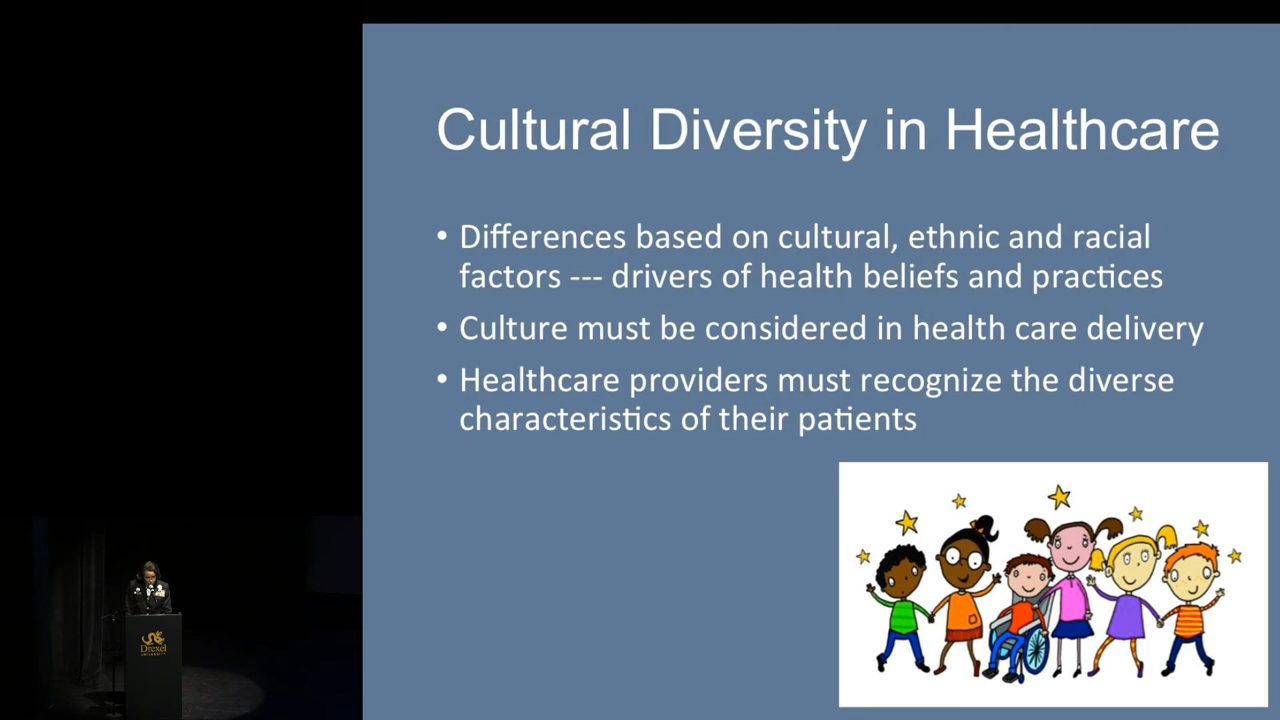 Cultural Diversity in Healthcare
• Differences based on cultural, ethnic and racial
factors --- drivers of health beliefs and practices
• Culture must be considered in health care delivery
• Healthcare providers must recognize the diverse
characteristics of their patients
Drexel
UNIVERSITY